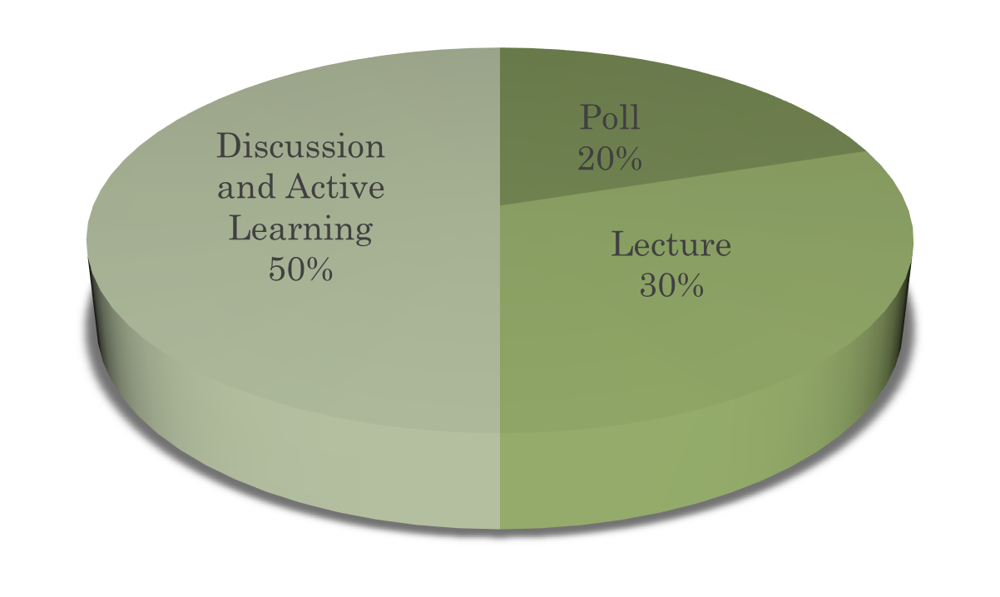 Discussion
and Active
Learning
50%
Poll
20%
Lecture
30%